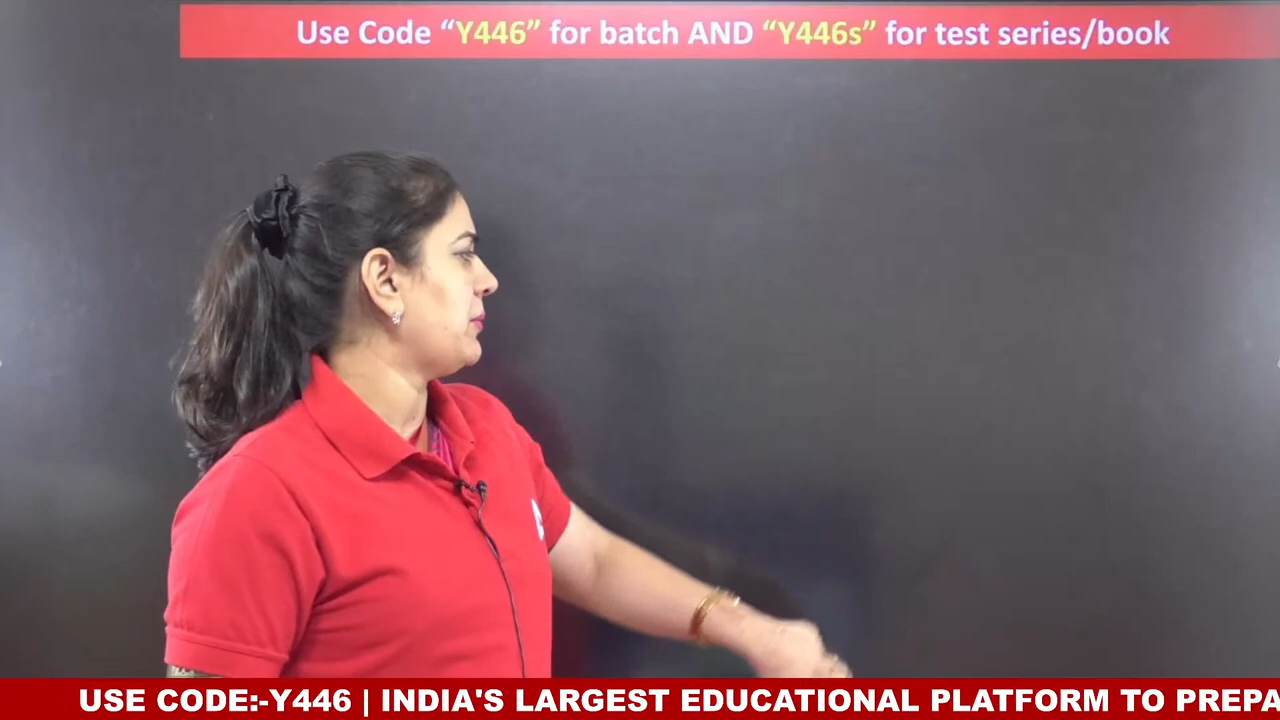 Use Code “Y446” for batch AND “Y446s” for test series/book
USE CODE:-Y446 | INDIA'S LARGEST EDUCATIONAL PLATFORM TO PREPA